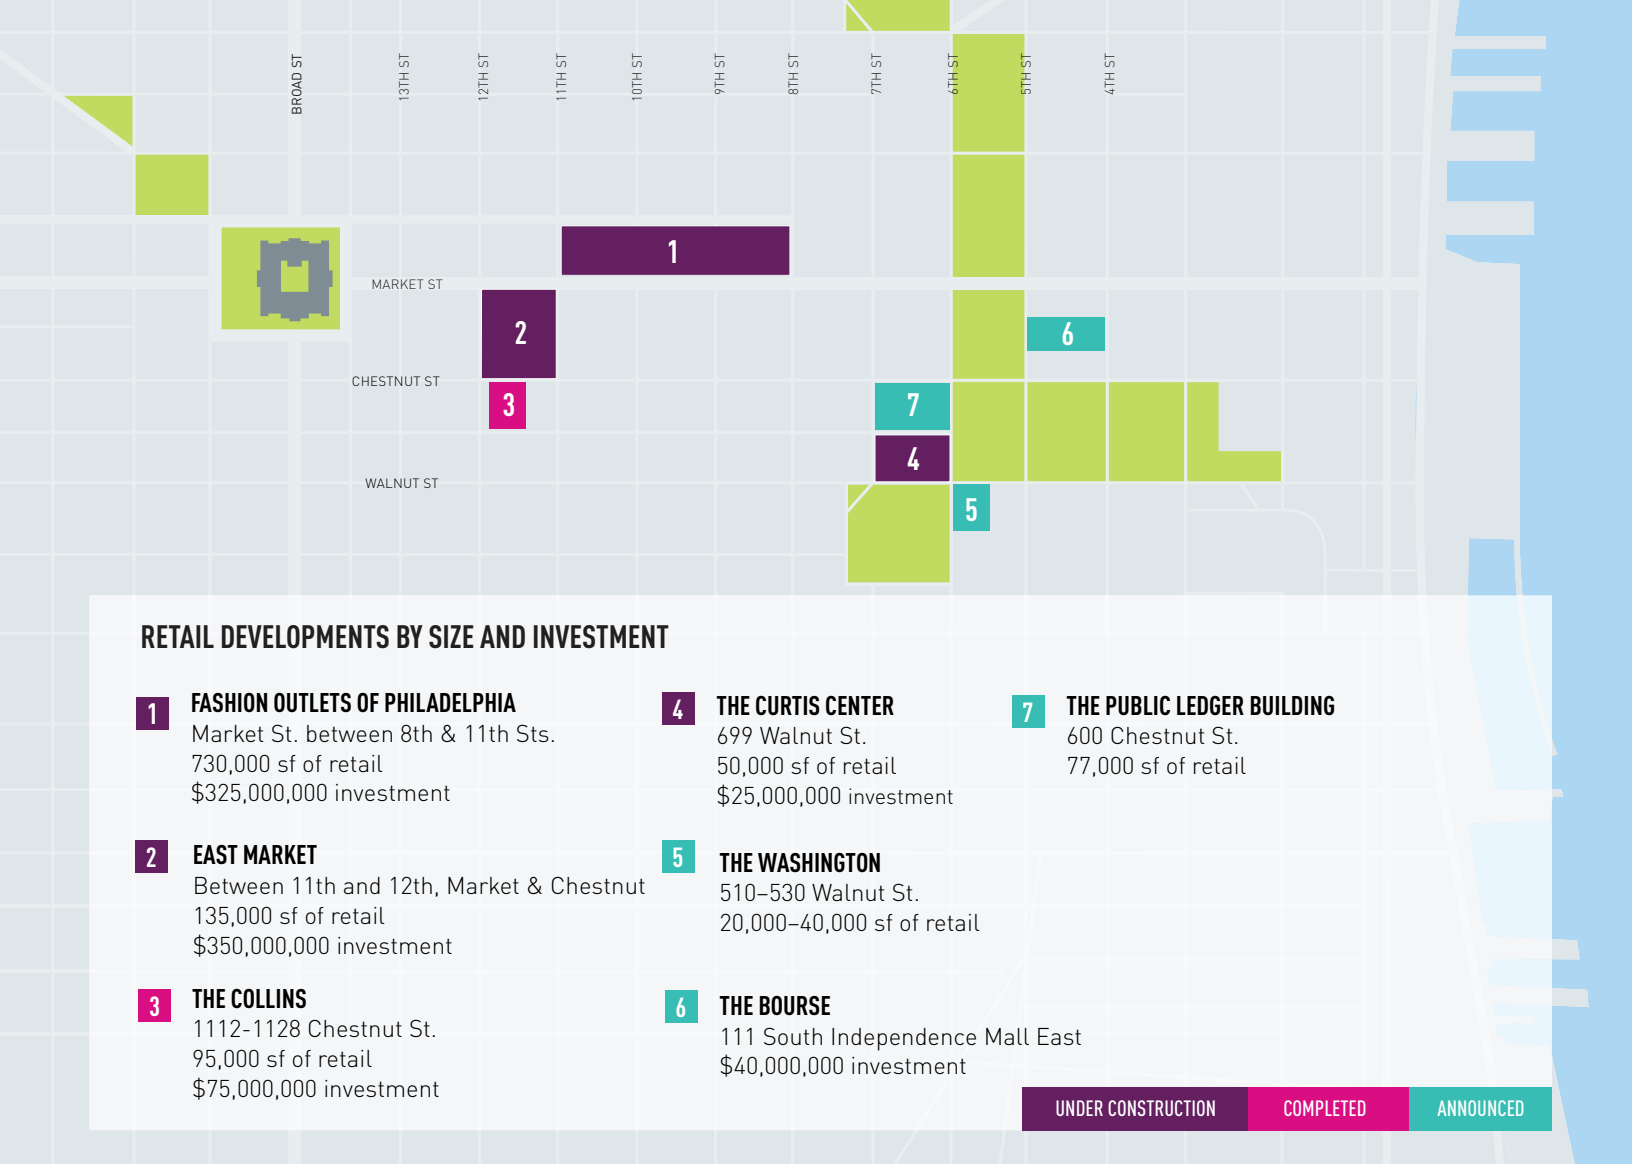 BROAD ST
13TH ST
12TH ST
11TH ST
10TH ST
9TH ST
8TH ST
7TH ST
6TH ST
5TH ST
4TH ST
1
MARKET ST
2
6
CHESTNUT ST
3
7
4
WALNUT ST
5
RETAIL DEVELOPMENTS BY SIZE AND INVESTMENT
1
FASHION OUTLETS OF PHILADELPHIA
Market St. between 8th & 11th Sts.
730,000 sf of retail
$325,000,000 investment
2
EAST MARKET
Between 11th and 12th, Market & Chestnut
135,000 sf of retail
$350,000,000 investment
3
THE COLLINS
1112-1128 Chestnut St.
95,000 sf of retail
$75,000,000 investment
4
THE CURTIS CENTER
699 Walnut St.
50,000 sf of retail
$25,000,000 investment
5
THE WASHINGTON
510–530 Walnut St.
20,000–40,000 sf of retail
6
THE BOURSE
111 South Independence Mall East
$40,000,000 investment
7
THE PUBLIC LEDGER BUILDING
600 Chestnut St.
77,000 sf of retail
UNDER CONSTRUCTION
COMPLETED
ANNOUNCED